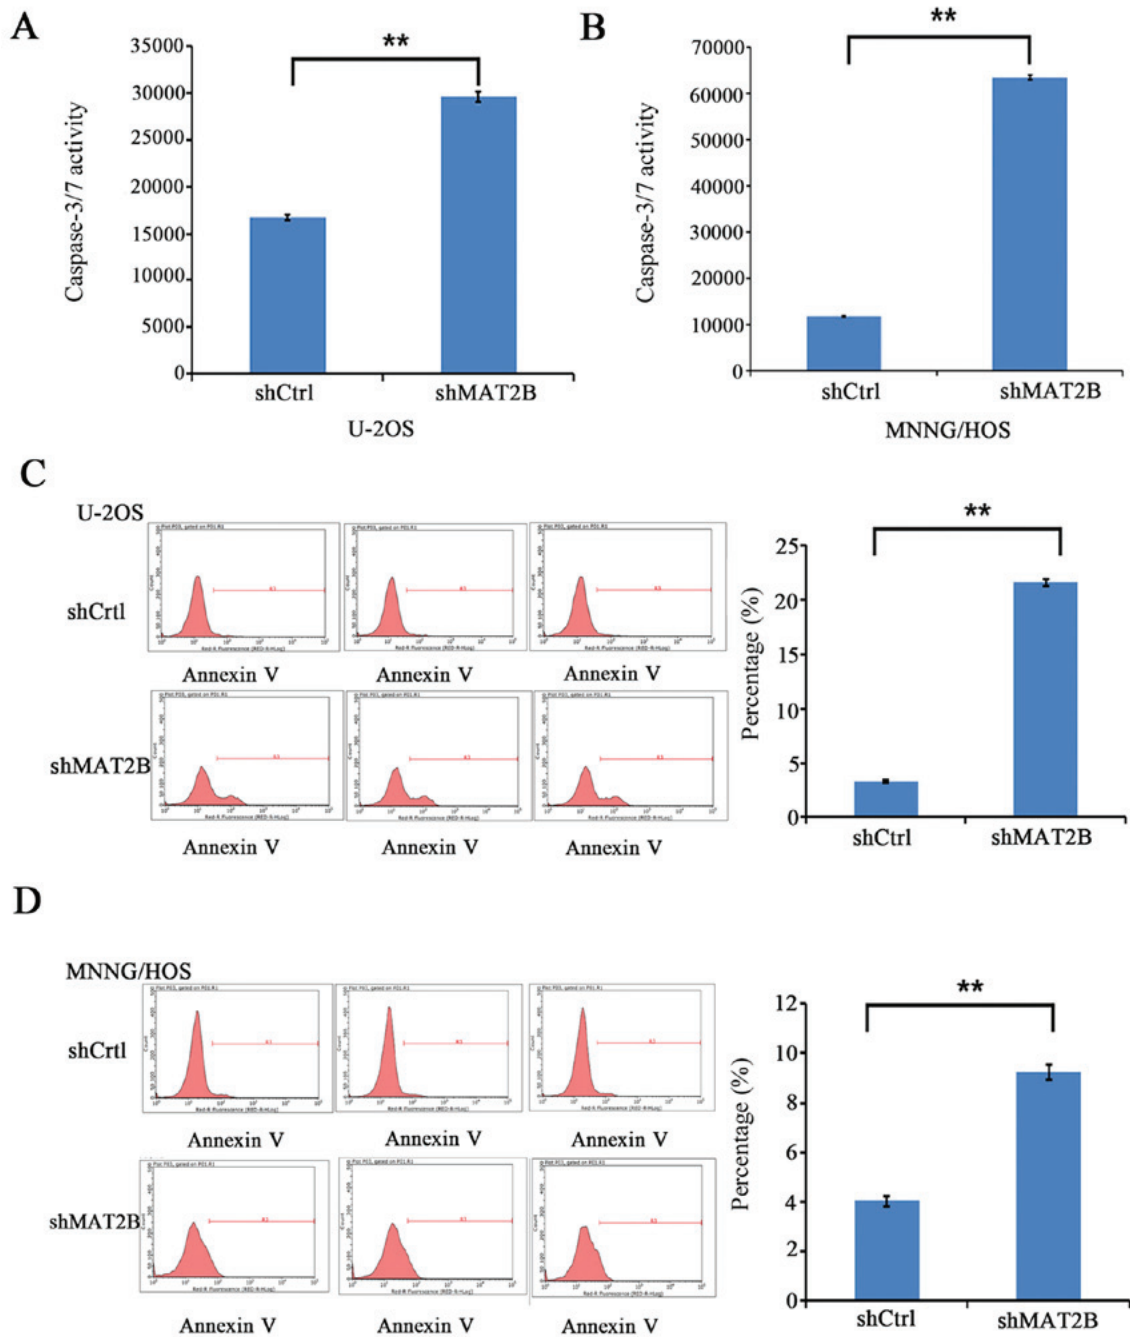 A
**
35000
30000
25000
20000
15000
10000
5000
0
Caspase-3/7 activity
shCtrl
shMAT2B
U-2OS
B
**
70000
60000
50000
40000
30000
20000
10000
0
Caspase-3/7 activity
shCtrl
shMAT2B
MNNG/HOS
C
U-2OS
shCrtl
Annexin V
Annexin V
Annexin V
shMAT2B
Annexin V
Annexin V
Annexin V
**
25
20
15
10
5
0
Percentage (%)
shCtrl
shMAT2B
D
MNNG/HOS
shCrtl
Annexin V
Annexin V
Annexin V
shMAT2B
Annexin V
Annexin V
Annexin V
**
12
10
8
6
4
2
0
Percentage (%)
shCtrl
shMAT2B